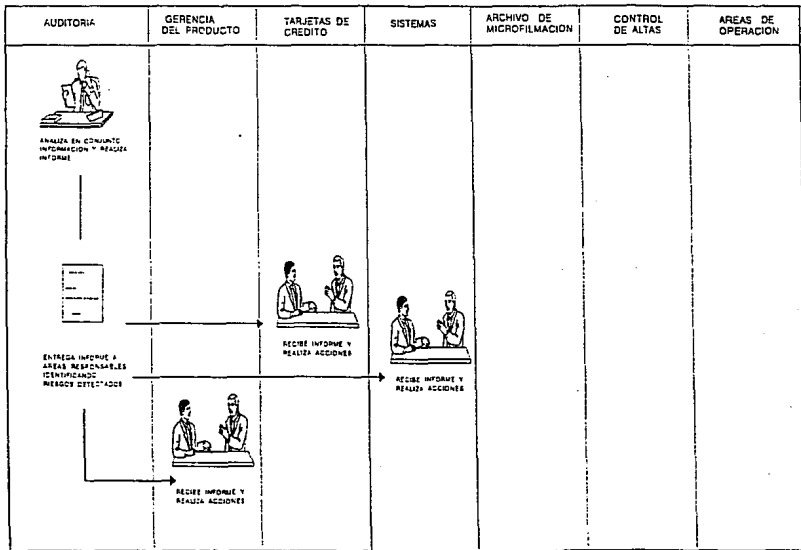 AUDITORIA
GERENCIA
DEL PRODUCTO
TARJETAS DE
CREDITO
SISTEMAS
ARCHIVO DE
MICROFILMACION
CONTROL
DE ALTAS
AREAS DE
OPERACION
ANALIZA EN CONJUNTO
INFORMACION Y REALIZA
INFORME
RECIBE INFORME Y
REALIZA ACCIONES
ENTREGA INFORME A
AREAS RESPONSABLES
IDENTIFICANDO
RIESGOS DETECTADOS
RECIBE INFORME Y
REALIZA ACCIONES
RECIBE INFORME Y
REALIZA ACCIONES